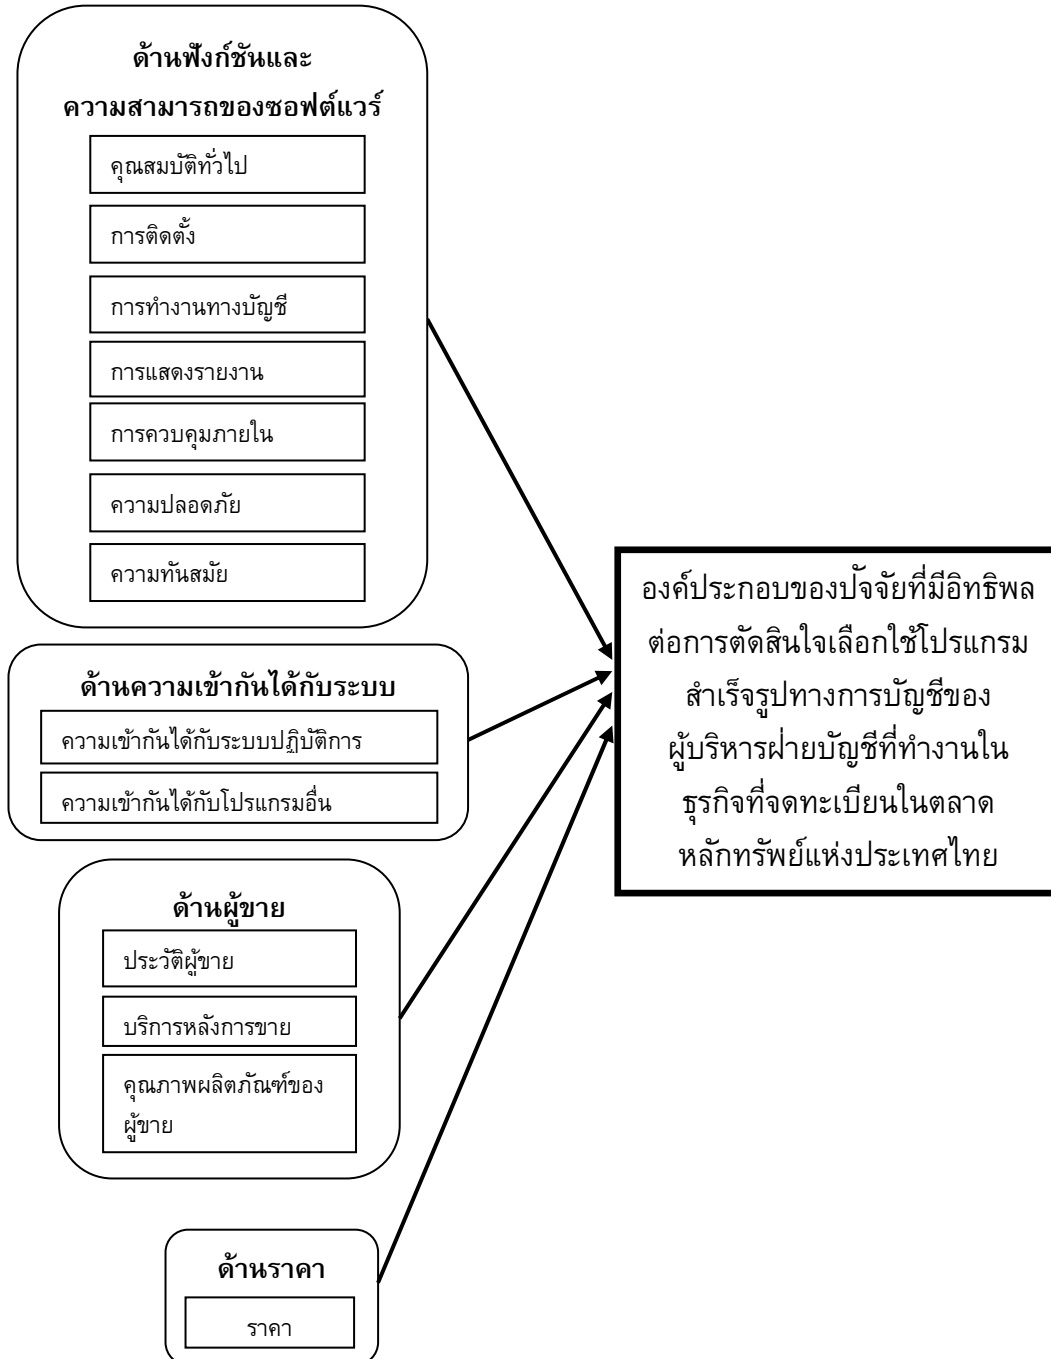 ด้านฟังก์ชันและ
ความสามารถของซอฟต์แวร์
คุณสมบัติทั่วไป
การติดตั้ง
การทำงานทางบัญชี
การแสดงรายงาน
การควบคุมภายใน
ความปลอดภัย
ความทันสมัย
ด้านความเข้ากันได้กับระบบ
ความเข้ากันได้กับระบบปฏิบัติการ
ความเข้ากันได้กับโปรแกรมอื่น
ด้านผู้ขาย
ประวัติผู้ขาย
บริการหลังการขาย
คุณภาพผลิตภัณฑ์ของ
ผู้ขาย
ด้านราคา
ราคา
องค์ประกอบของปัจจัยที่มีอิทธิพล
ต่อการตัดสินใจเลือกใช้โปรแกรม
สำเร็จรูปทางการบัญชีของ
ผู้บริหารฝ่ายบัญชีที่ทำงานใน
ธุรกิจที่จดทะเบียนในตลาด
หลักทรัพย์แห่งประเทศไทย